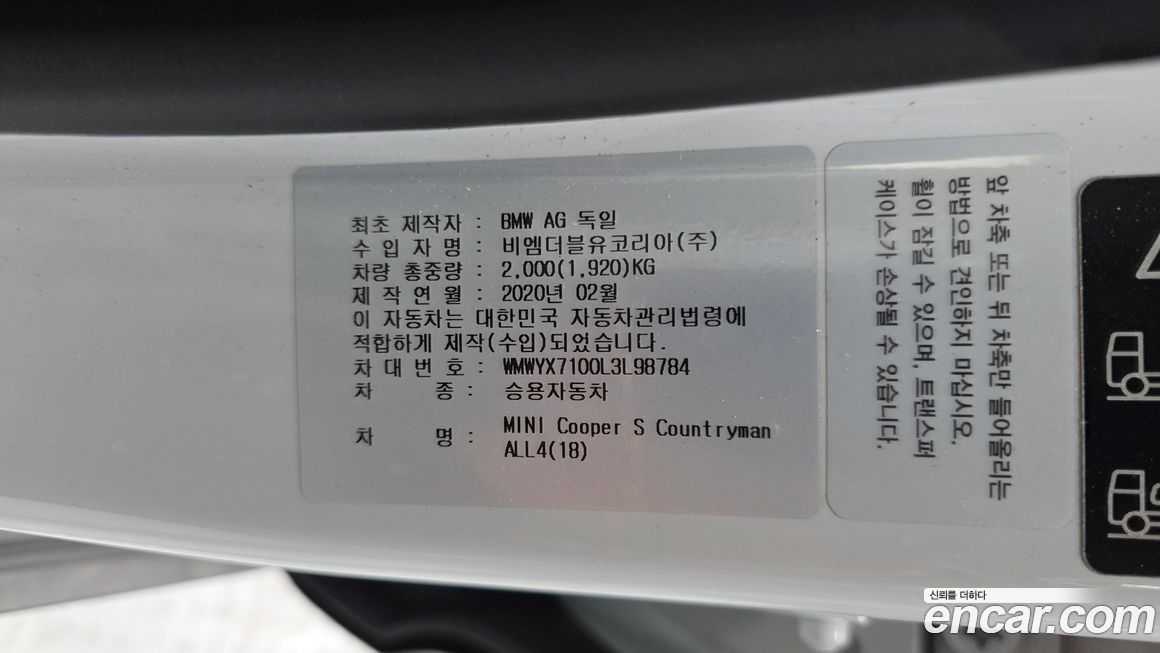 최초 제작자 : BMW AG 독일
수 입 자 명 : 비엠더블유코리아(주)
차량 총중량 : 2,000(1,920)KG
제 작 연 월 : 2020년 02월
이 자동차는 대한민국 자동차관리법령에
적합하게 제작(수입)되었습니다.
차 대 번 호 : WMWYX7100L3L98784
차 종 : 승용자동차
차 명 : MINI Cooper S Countryman
ALL4(18)
앞 차축 또는 뒤 차축만 들어올리는
방법으로 견인하지 마십시오.
휠이 잠길 수 있으며, 트랜스퍼
케이스가 손상될 수 있습니다.
신뢰를 더하다
encar.com